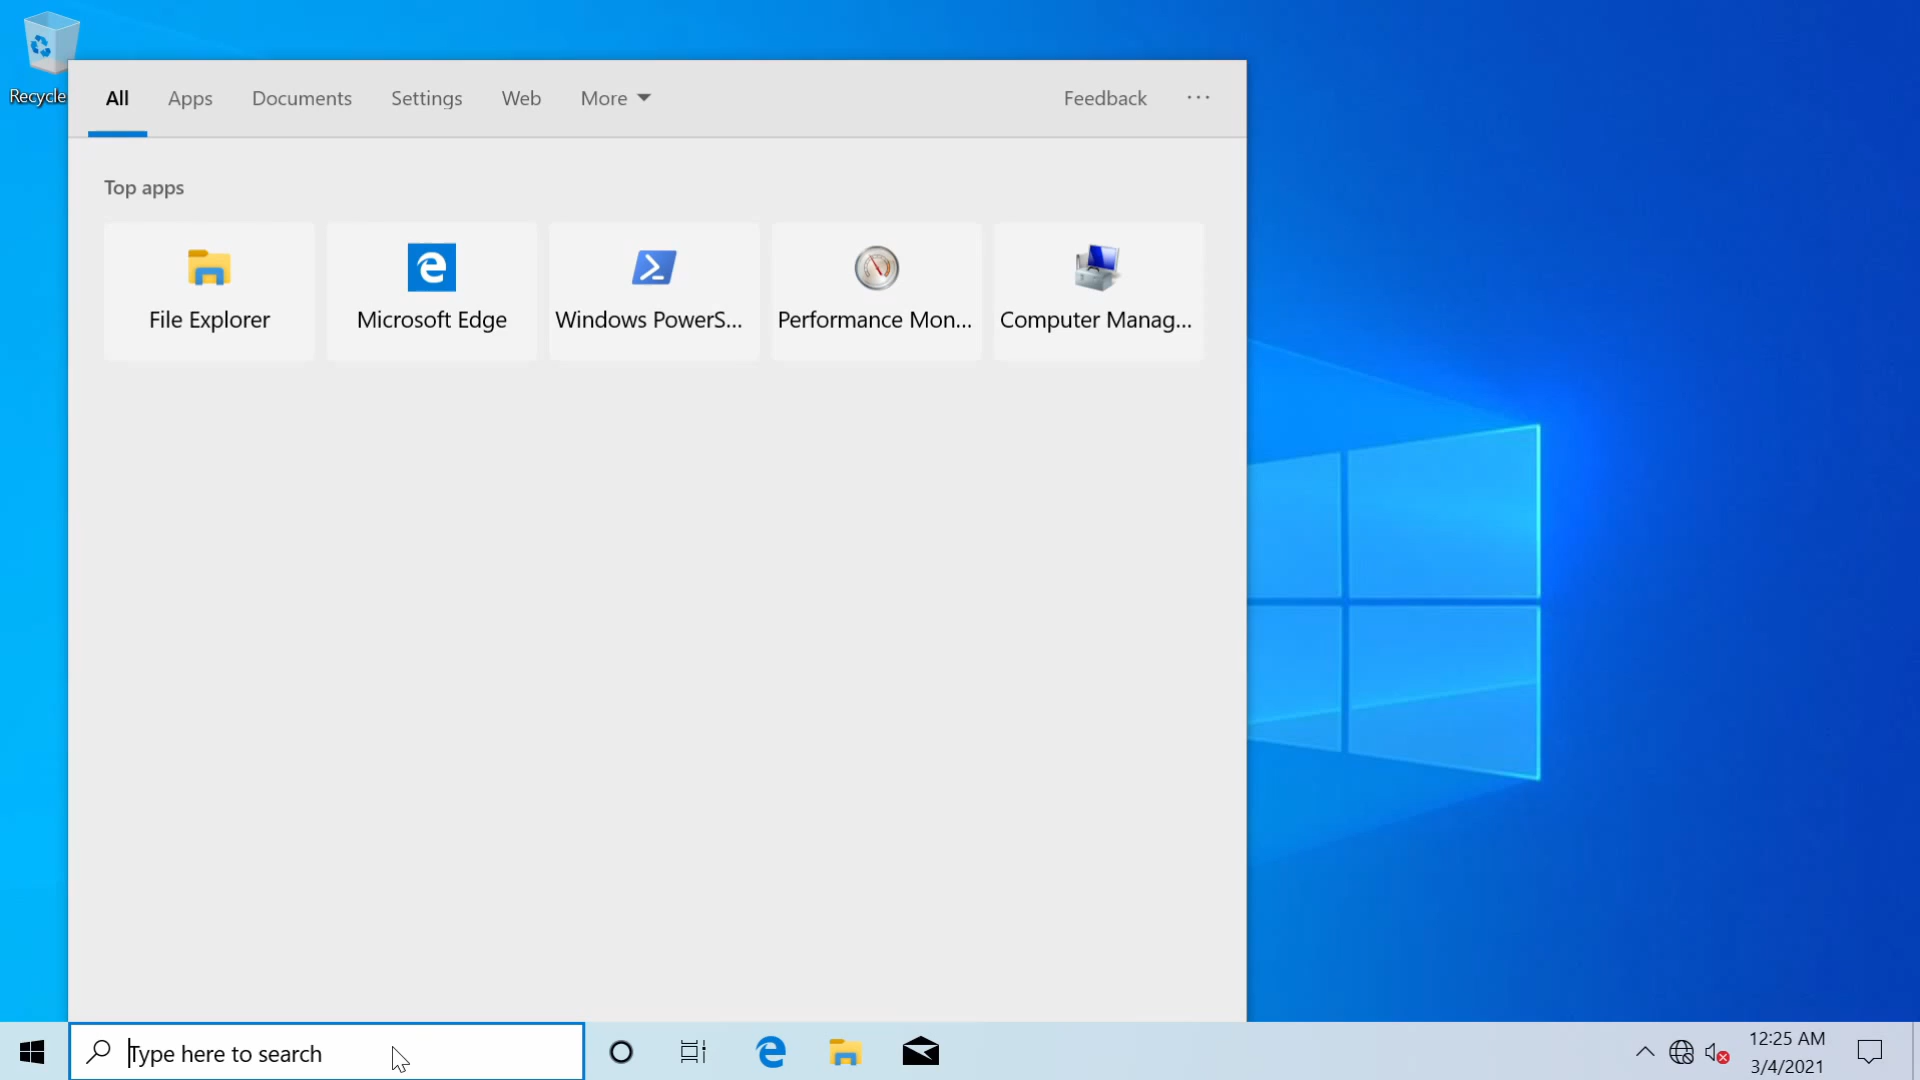 Recycle
All Apps Documents Settings Web More Feedback ...
Top apps
File Explorer
Microsoft Edge
Windows PowerS...
Performance Mon...
Computer Manag...
Type here to search
12:25 AM
3/4/2021